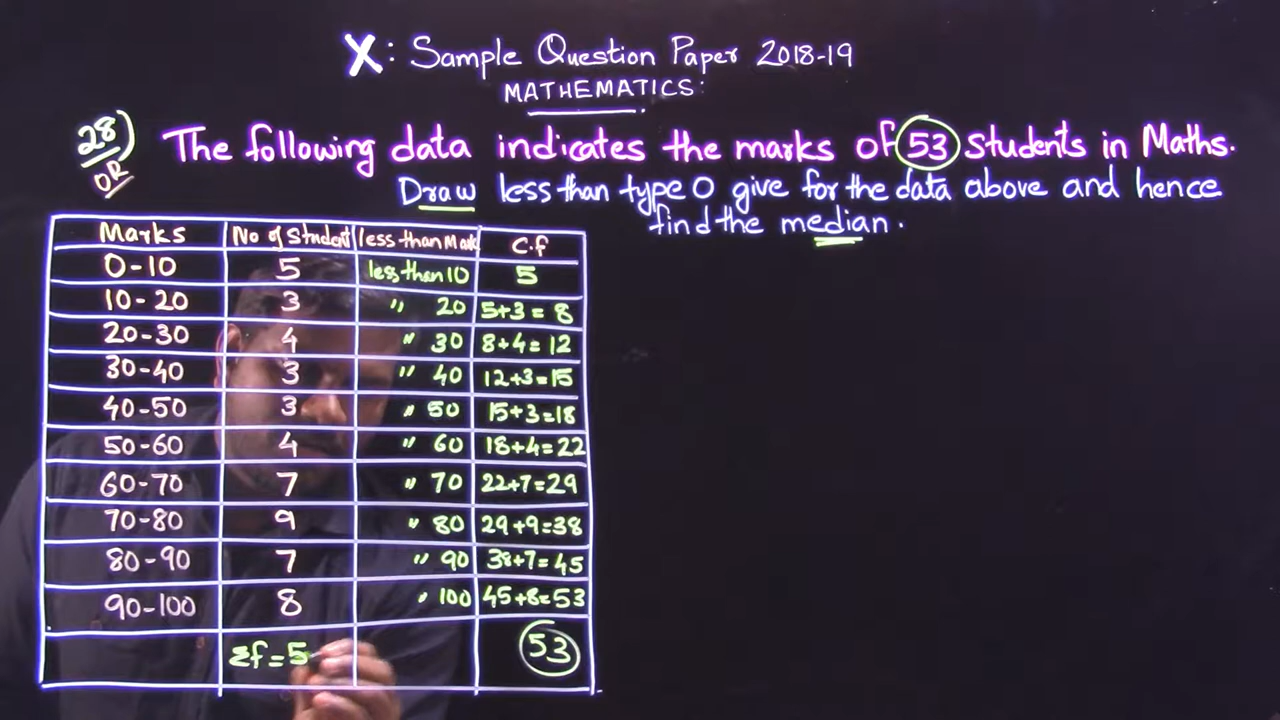 X: Sample Question Paper 2018-19
MATHEMATICS:
28) The following data indicates the marks of 53 students in Maths.
OR
Draw less than type O give for the data above and hence
find the median.
Marks No of Student less than Mark C.f
0-10 5 less than 10 5
10-20 3 " 20 5+3=8
20-30 4 " 30 8+4=12
30-40 3 " 40 12+3=15
40-50 3 " 50 15+3=18
50-60 4 " 60 18+4=22
60-70 7 " 70 22+7=29
70-80 9 " 80 29+9=38
80-90 7 " 90 38+7=45
90-100 8 " 100 45+8=53
Σf=5 53